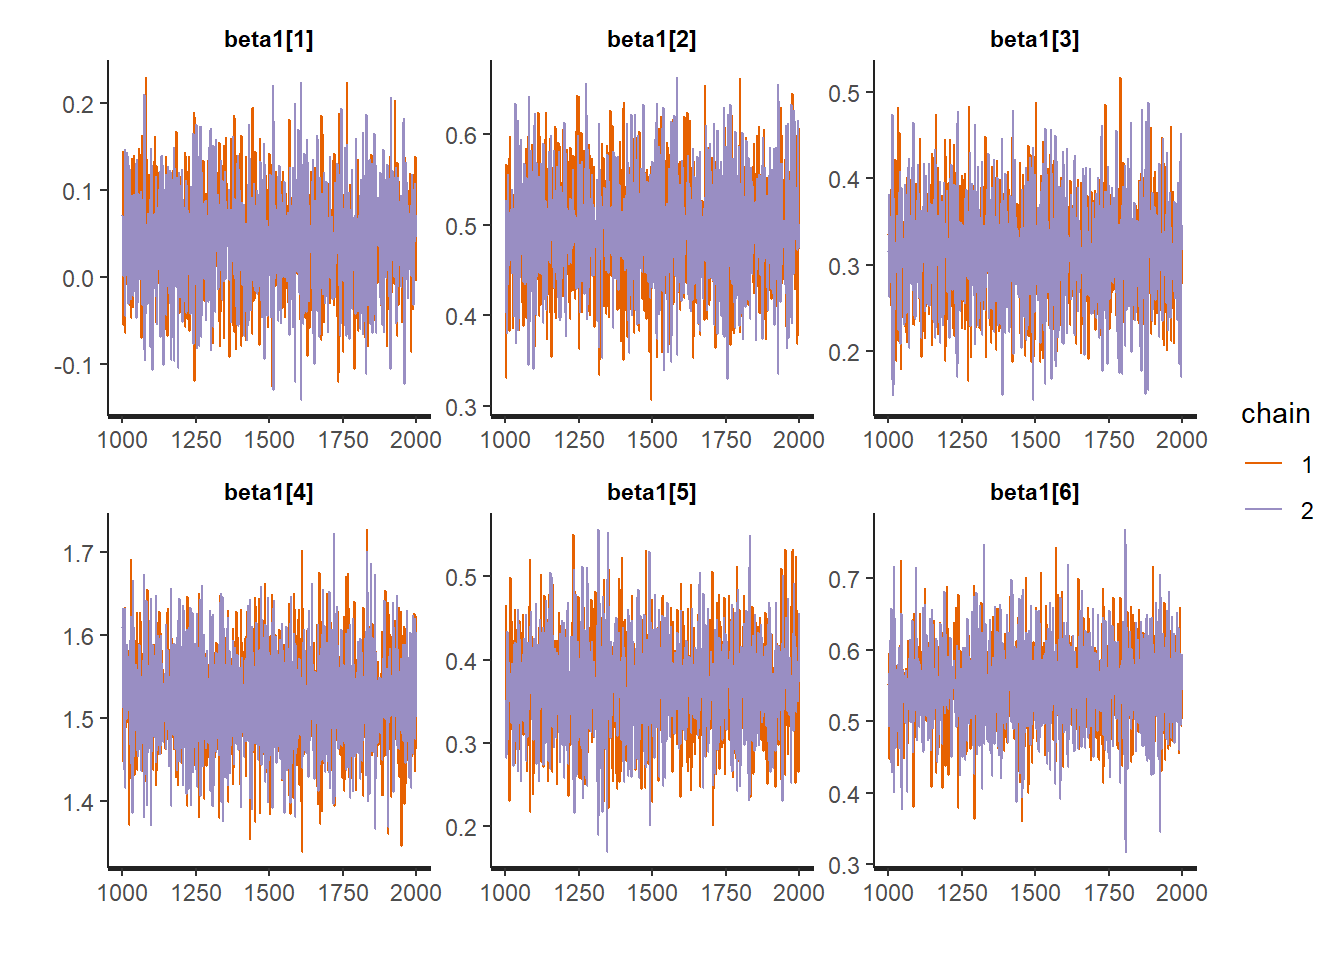 beta1[1] beta1[2] beta1[3]
0.2 0.1 0.0 -0.1
0.6 0.5 0.4 0.3
0.5 0.4 0.3 0.2
1000 1250 1500 1750 2000 1000 1250 1500 1750 2000 1000 1250 1500 1750 2000
beta1[4] beta1[5] beta1[6]
1.7 1.6 1.5 1.4
0.5 0.4 0.3 0.2
0.7 0.6 0.5 0.4 0.3
1000 1250 1500 1750 2000 1000 1250 1500 1750 2000 1000 1250 1500 1750 2000
chain
1
2